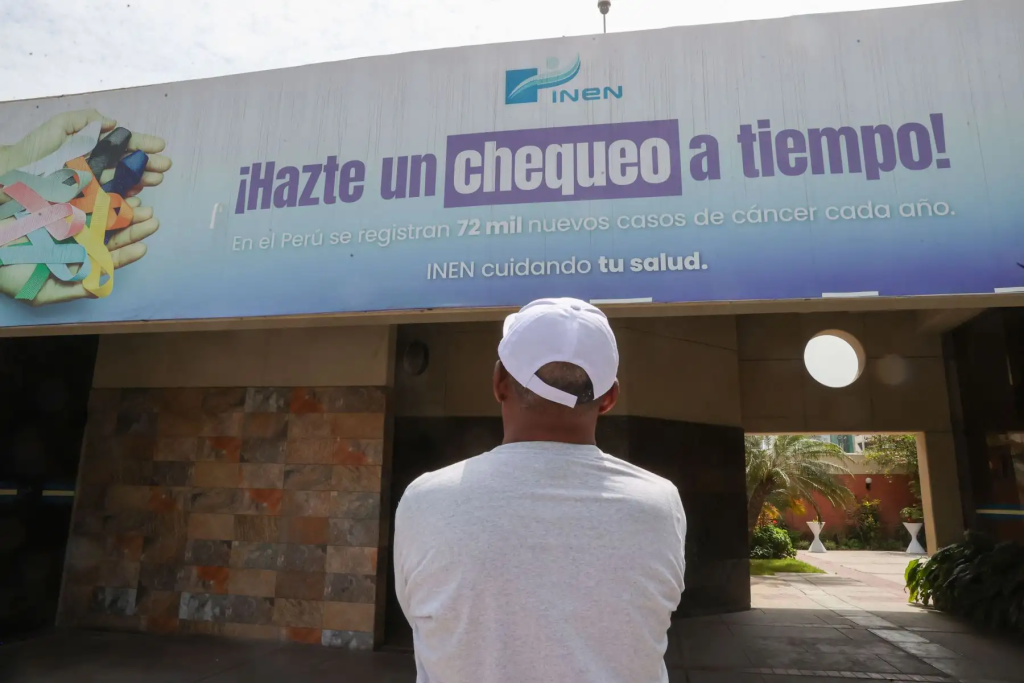 INEN
¡Hazte un chequeo a tiempo!
En el Perú se registran 72 mil nuevos casos de cáncer cada año.
INEN cuidando tu salud.